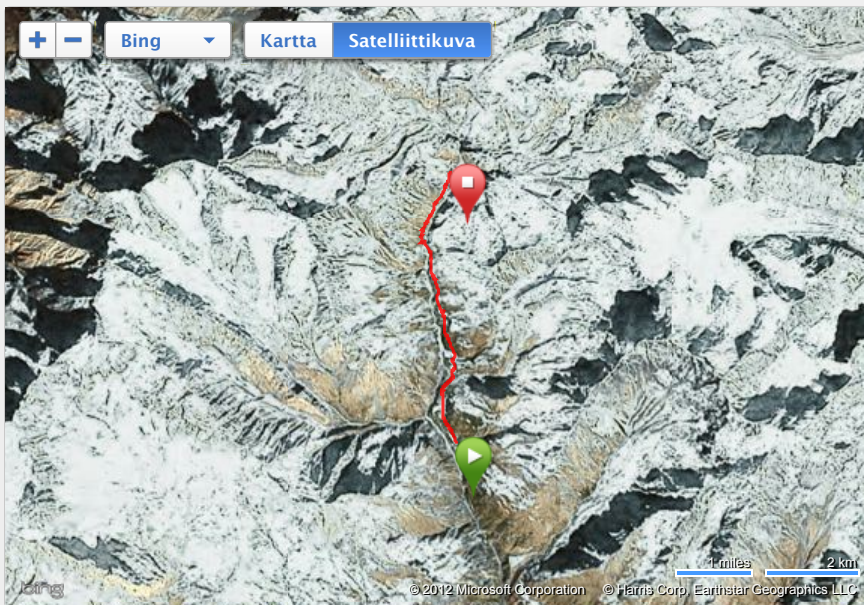 Bing
Kartta
Satelliittikuva
1 miles
2 km
bing
© 2012 Microsoft Corporation © Harris Corp, Earthstar Geographics LLC